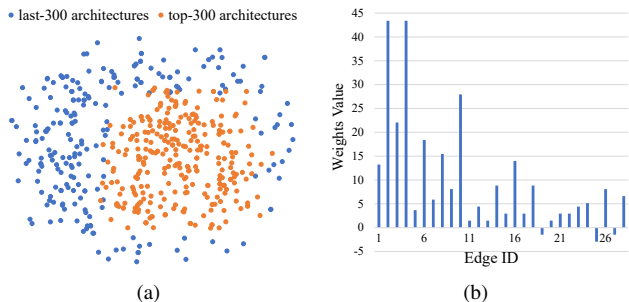 last-300 architectures top-300 architectures
45
40
35
30
25
20
15
10
5
0
-5
Weights Value
1 6 11 16 21 26
Edge ID
(a) (b)